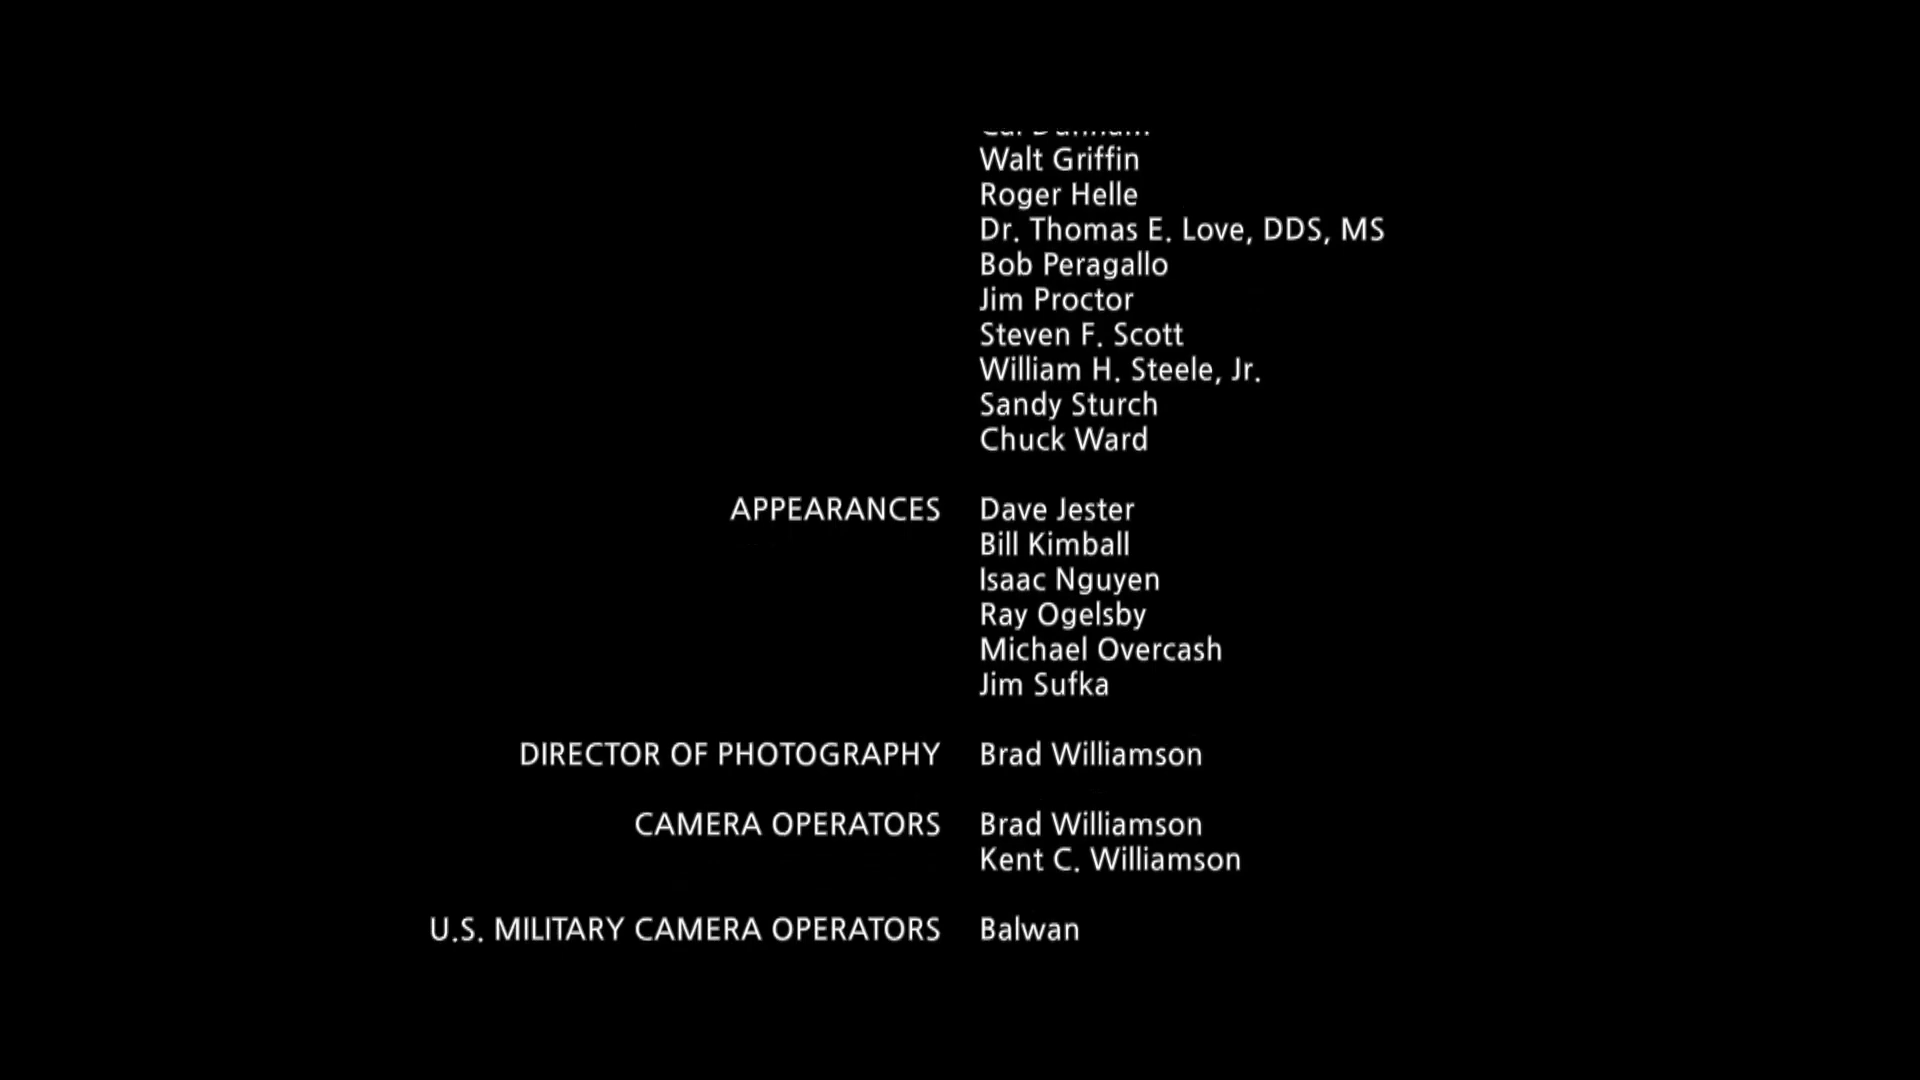 Walt Griffin
Roger Helle
Dr. Thomas E. Love, DDS, MS
Bob Peragallo
Jim Proctor
Steven F. Scott
William H. Steele, Jr.
Sandy Sturch
Chuck Ward
APPEARANCES Dave Jester
Bill Kimball
Isaac Nguyen
Ray Ogelsby
Michael Overcash
Jim Sufka
DIRECTOR OF PHOTOGRAPHY Brad Williamson
CAMERA OPERATORS Brad Williamson
Kent C. Williamson
U.S. MILITARY CAMERA OPERATORS Balwan